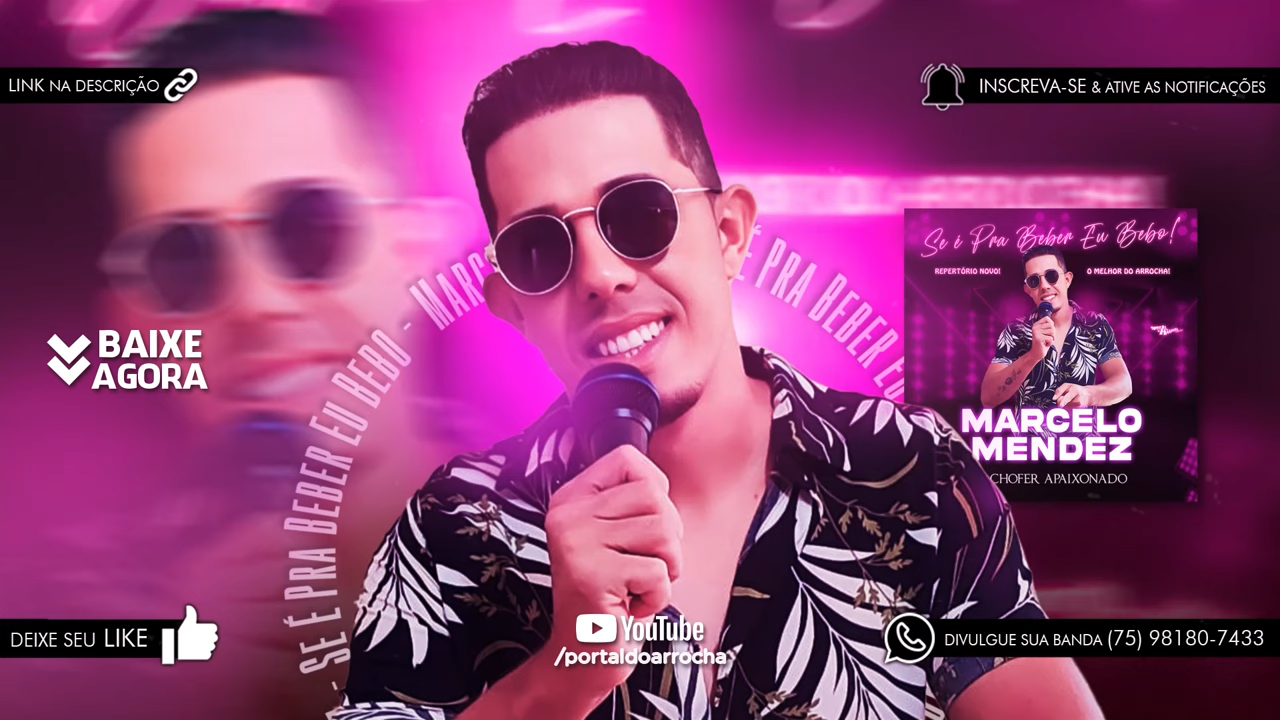 LINK NA DESCRIÇÃO
INSCREVA-SE & ATIVE AS NOTIFICAÇÕES
SE É PRA BEBER EU BEBO - MARC
É PRA BEBER EU
Se é Pra Beber Eu Bebo!
REPERTÓRIO NOVO!
O MELHOR DO ARROCHA!
MARCELO
MENDEZ
CHOFER APAIXONADO
BAIXE
AGORA
DEIXE SEU LIKE
YouTube
/portaldoarrocha
DIVULGUE SUA BANDA (75) 98180-7433